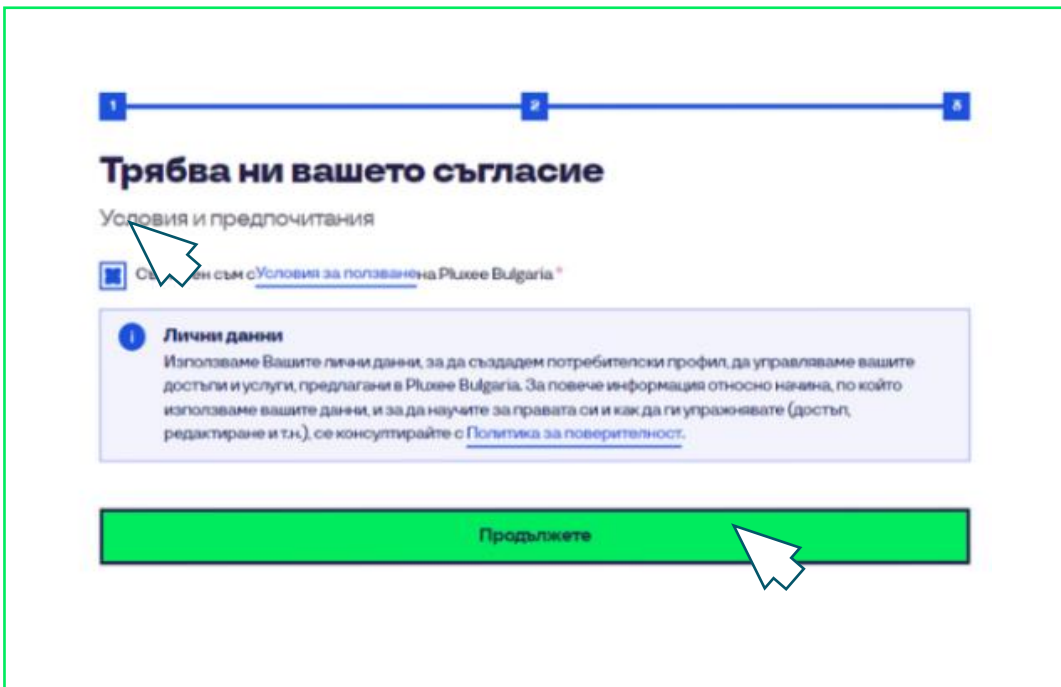 1 2 3
Трябва ни вашето съгласие
Условия и предпочитания
съм с Условия за ползване на Pluxee Bulgaria *
i Лични данни
Използваме Вашите лични данни, за да създадем потребителски профил, да управляваме вашите
достъпи и услуги, предлагани в Pluxee Bulgaria. За повече информация относно начина, по който
използваме вашите данни, и за да научите за правата си и как да ги упражнявате (достъп,
редактиране и т.н.), се консултирайте с Политика за поверителност.
Продължете